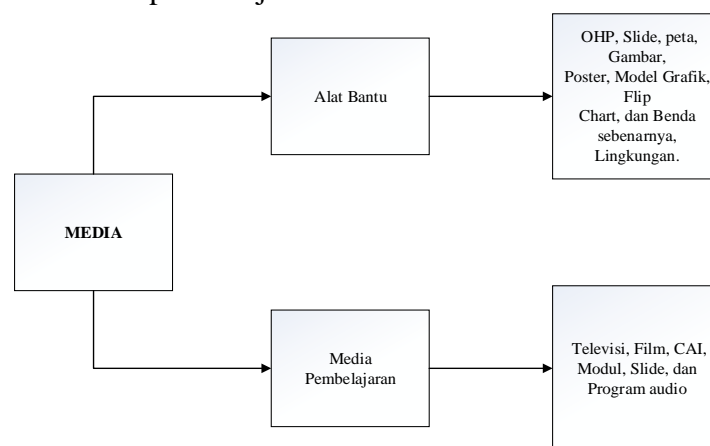 OHP, Slide, peta,
Gambar,
Poster, Model Grafik,
Flip
Chart, dan Benda
sebenarnya,
Lingkungan.
Alat Bantu
MEDIA
Media
Pembelajaran
Televisi, Film, CAI,
Modul, Slide, dan
Program audio